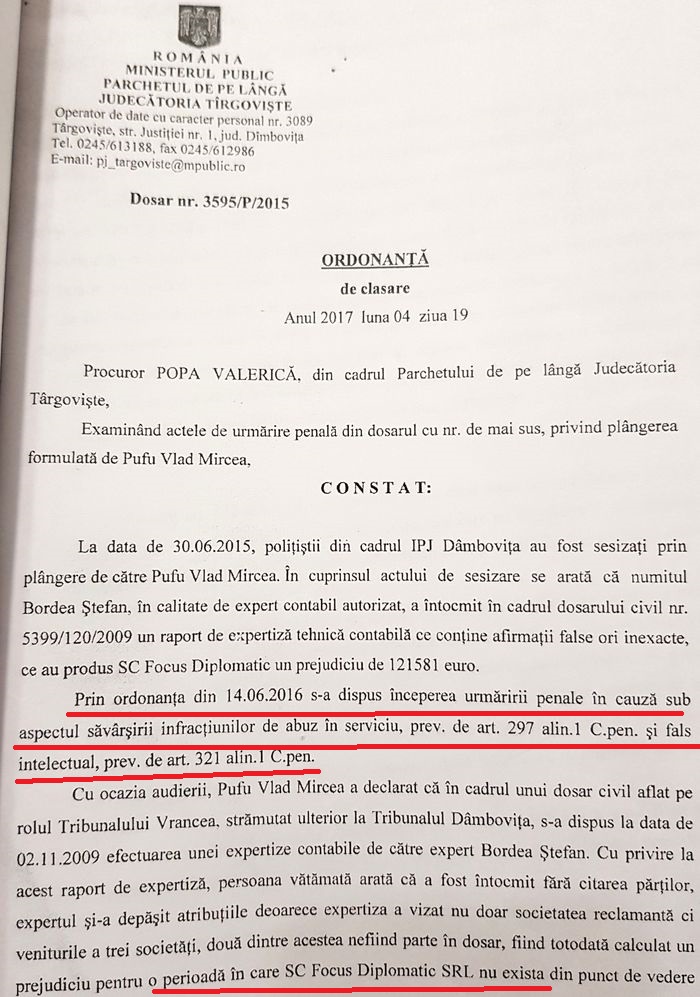 ROMÂNIA
MINISTERUL PUBLIC
PARCHETUL DE PE LÂNGĂ
JUDECĂTORIA TÎRGOVIŞTE
Operator de date cu caracter personal nr. 3089
Târgovişte, str. Justiţiei nr. 1, jud. Dîmboviţa
Tel. 0245/613188, fax 0245/612986
E-mail: pj_targoviste@mpublic.ro
Dosar nr. 3595/P/2015
ORDONANŢĂ
de clasare
Anul 2017 luna 04 ziua 19
Procuror POPA VALERICĂ, din cadrul Parchetului de pe lângă Judecătoria
Târgovişte,
Examinând actele de urmărire penală din dosarul cu nr. de mai sus, privind plângerea
formulată de Pufu Vlad Mircea,
CONSTAT:
La data de 30.06.2015, poliţiştii din cadrul IPJ Dâmboviţa au fost sesizaţi prin
plângere de către Pufu Vlad Mircea. În cuprinsul actului de sesizare se arată că numitul
Bordea Ştefan, în calitate de expert contabil autorizat, a întocmit în cadrul dosarului civil nr.
5399/120/2009 un raport de expertiză tehnică contabilă ce conţine afirmaţii false ori inexacte,
ce au produs SC Focus Diplomatic un prejudiciu de 121581 euro.
Prin ordonanţa din 14.06.2016 s-a dispus începerea urmăririi penale în cauză sub
aspectul săvârşirii infracţiunilor de abuz în serviciu, prev. de art. 297 alin.1 C.pen. şi fals
intelectual, prev. de art. 321 alin.1 C.pen.
Cu ocazia audierii, Pufu Vlad Mircea a declarat că în cadrul unui dosar civil aflat pe
rolul Tribunalului Vrancea, strămutat ulterior la Tribunalul Dâmboviţa, s-a dispus la data de
02.11.2009 efectuarea unei expertize contabile de către expert Bordea Ştefan. Cu privire la
acest raport de expertiză, persoana vătămată arată că a fost întocmit fără citarea părţilor,
expertul şi-a depăşit atribuţiile deoarece expertiza a vizat nu doar societatea reclamantă ci
veniturile a trei societăţi, două dintre acestea nefiind parte în dosar, fiind totodată calculat un
prejudiciu pentru o perioadă în care SC Focus Diplomatic SRL nu exista din punct de vedere